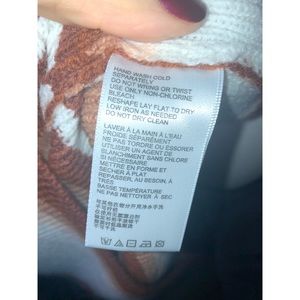 HAND WASH COLD
SEPARATELY
DO NOT WRING OR TWIST
USE ONLY NON-CHLORINE
BLEACH
RESHAPE LAY FLAT TO DRY
LOW IRON AS NEEDED
DO NOT DRY CLEAN
LAVER À LA MAIN À L'EAU
FROIDE SÉPARÉMENT
NE PAS TORDRE OU ESSORER
UTILISER UN AGENT DE
BLANCHIMENT SANS CHLORE
SI NÉCESSAIRE
METTRE EN FORME ET
SÉCHER À PLAT
TRÈS
BASSE TEMPÉRATURE
NE PAS NETTOYER À SEC